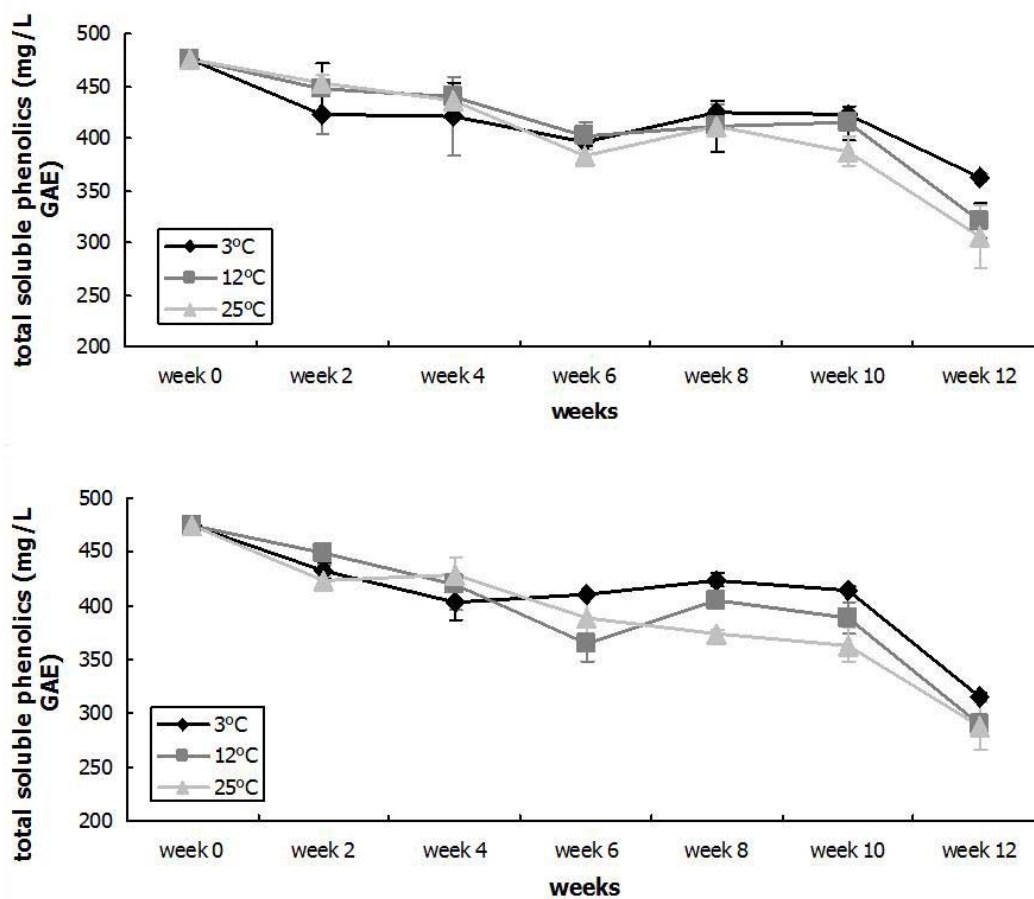 total soluble phenolics (mg/L
GAE)
500
450
400
350
300
250
200
3ºC
12ºC
25ºC
week 0 week 2 week 4 week 6 week 8 week 10 week 12
weeks
total soluble phenolics (mg/L
GAE)
500
450
400
350
300
250
200
3ºC
12ºC
25ºC
week 0 week 2 week 4 week 6 week 8 week 10 week 12
weeks